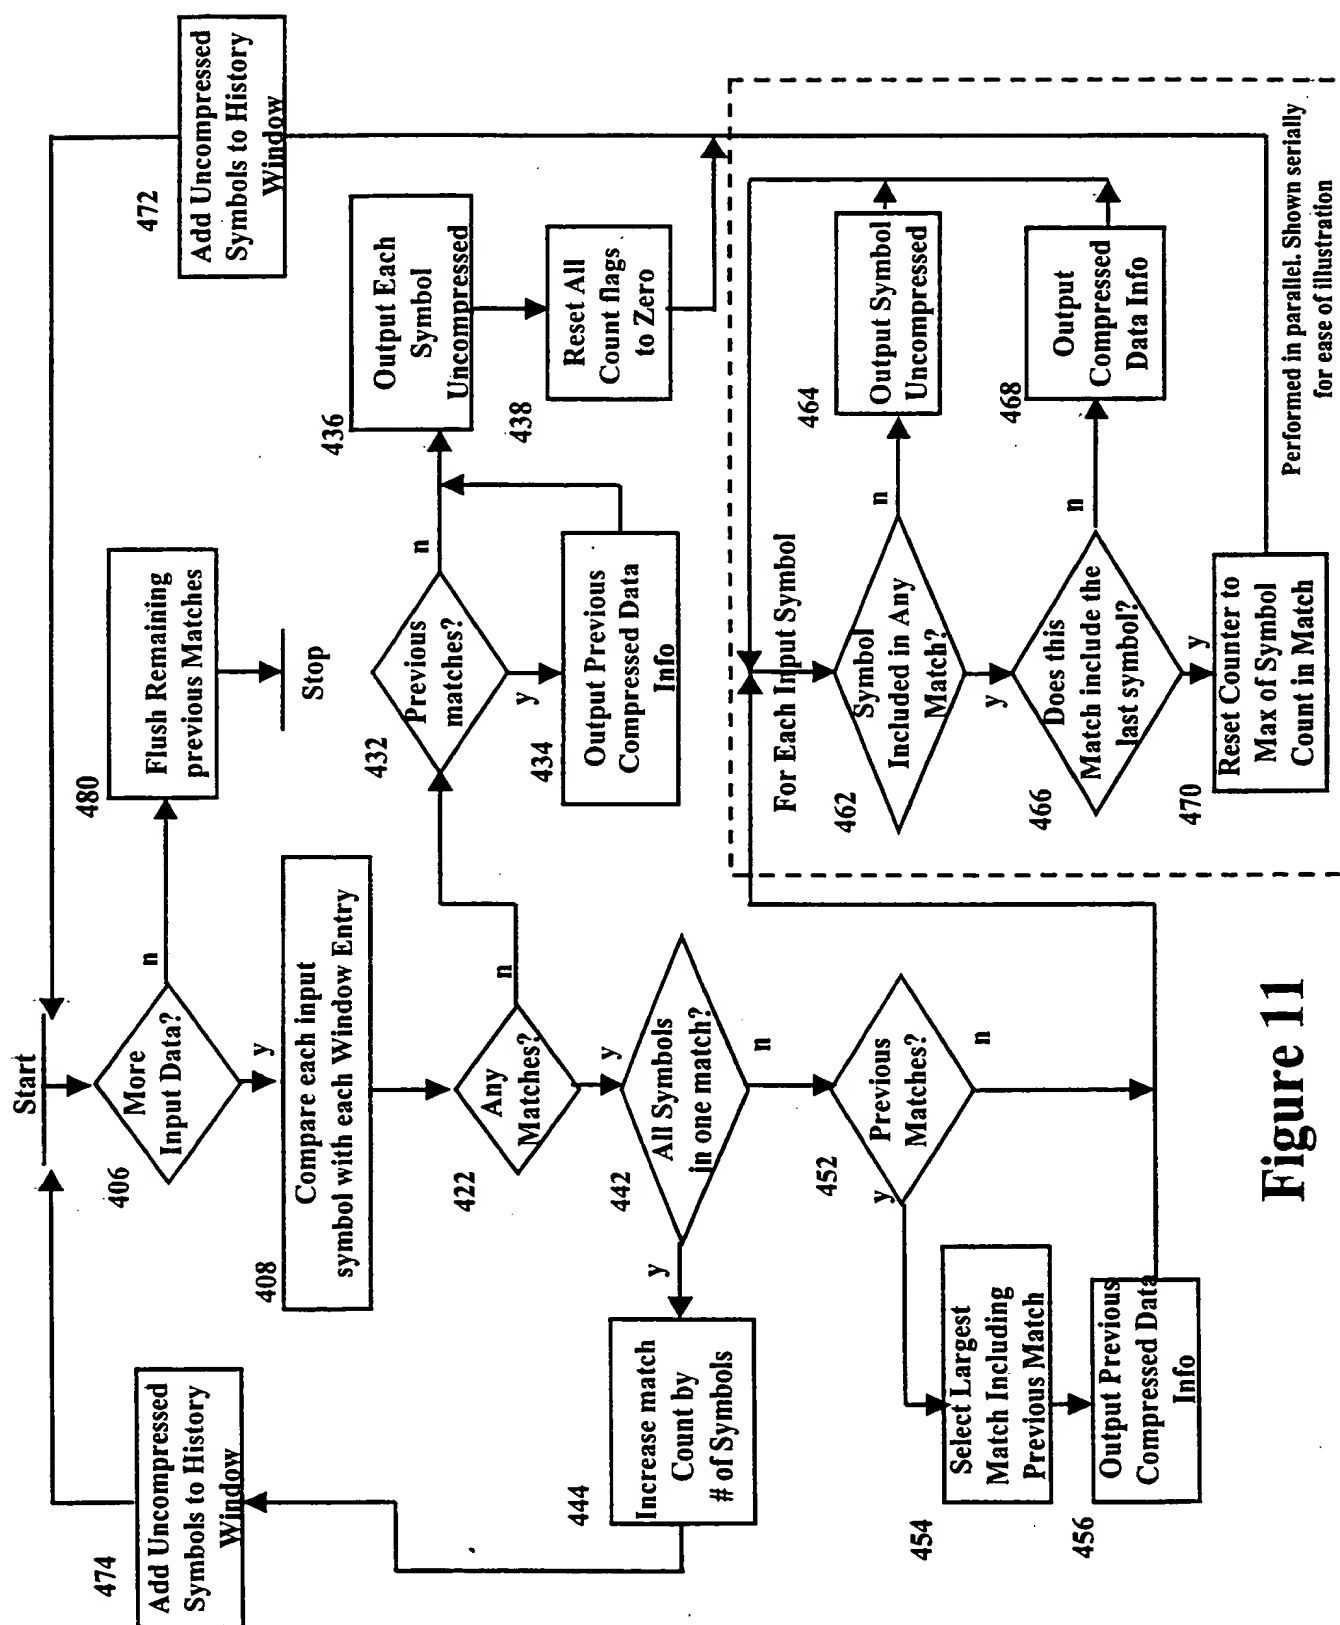 Start
406
More
Input Data?
n
y
480
Flush Remaining
previous Matches
Stop
472
Add Uncompressed
Symbols to History
Window
474
Add Uncompressed
Symbols to History
Window
408
Compare each input
symbol with each Window Entry
422
Any
Matches?
n
y
432
Previous
matches?
n
y
434
Output Previous
Compressed Data
Info
436
Output Each
Symbol
Uncompressed
438
Reset All
Count flags
to Zero
442
All Symbols
in one match?
y
n
444
Increase match
Count by
# of Symbols
452
Previous
Matches?
y
n
454
Select Largest
Match Including
Previous Match
456
Output Previous
Compressed Data
Info
For Each Input Symbol
462
Symbol
Included in Any
Match?
n
y
464
Output Symbol
Uncompressed
466
Does this
Match include the
last symbol?
n
y
468
Output
Compressed
Data Info
470
Reset Counter to
Max of Symbol
Count in Match
Performed in parallel. Shown serially
for ease of illustration
Figure 11